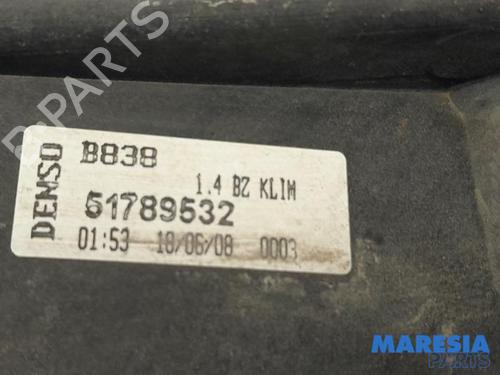 B-PARTS
DENSO
B838
1.4 BZ KLIM
51789532
01:53 18/06/08 0003
MARESIA
PARTS